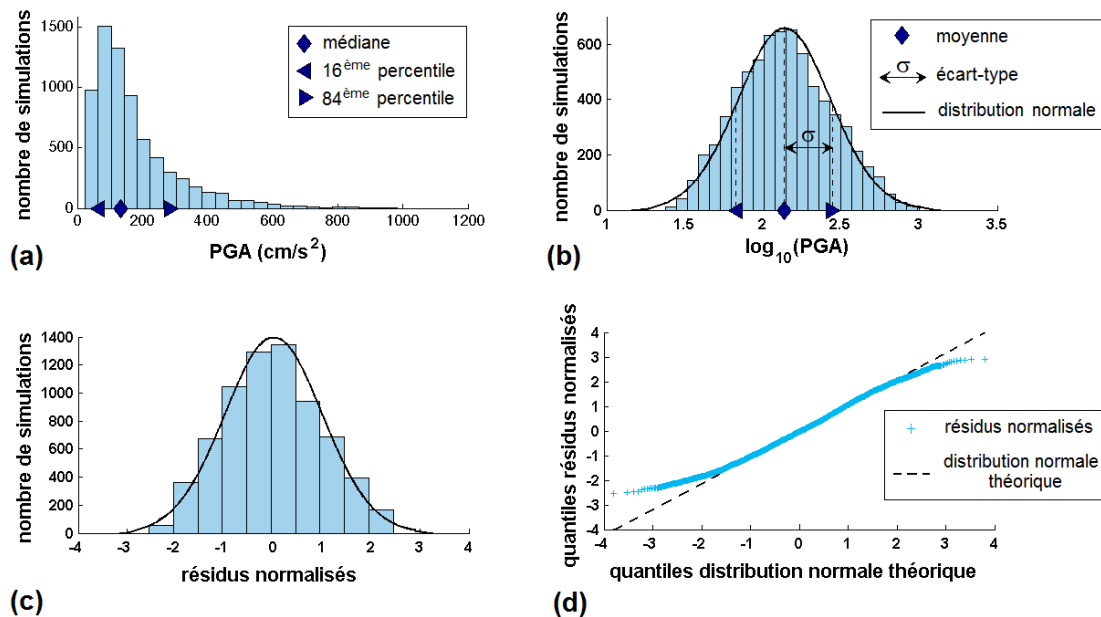 nombre de simulations
1500
1000
500
0
0 200 400 600 800 1000 1200
PGA (cm/s²)
médiane
16ème percentile
84ème percentile
(a)
nombre de simulations
600
400
200
0
1 1.5 2 2.5 3 3.5
log10(PGA)
σ
moyenne
σ écart-type
distribution normale
(b)
nombre de simulations
1400
1200
1000
800
600
400
200
0
-4 -3 -2 -1 0 1 2 3 4
résidus normalisés
(c)
quantiles résidus normalisés
4
3
2
1
0
-1
-2
-3
-4
-4 -3 -2 -1 0 1 2 3 4
quantiles distribution normale théorique
résidus normalisés
distribution normale
théorique
(d)